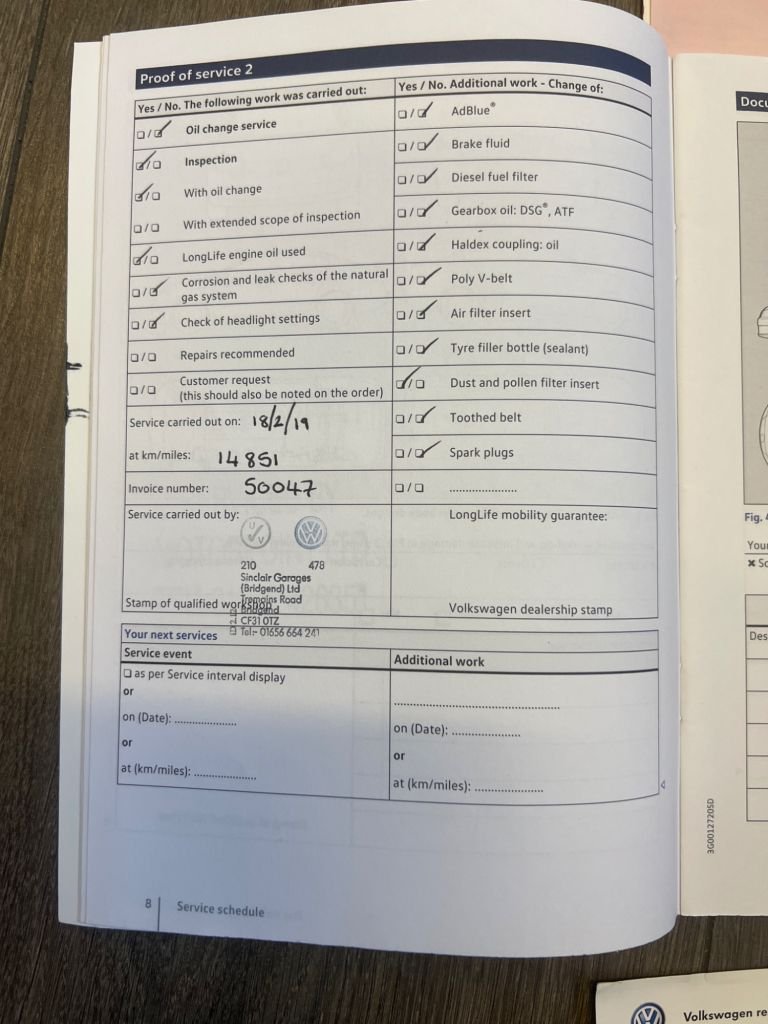 Proof of service 2
Yes / No. The following work was carried out:
☐/☑ Oil change service
☑/☐ Inspection
☑/☐ With oil change
☐/☐ With extended scope of inspection
☑/☐ LongLife engine oil used
☐/☑ Corrosion and leak checks of the natural
gas system
☐/☑ Check of headlight settings
☐/☐ Repairs recommended
☐/☐ Customer request
(this should also be noted on the order)
Service carried out on: 18/2/19
at km/miles: 14851
Invoice number: 50047
Service carried out by:
210 478
Sinclair Garages
(Bridgend) Ltd
Tremains Road
Stamp of qualified workshop
Bridgend
CF31 0TZ
Tel:- 01656 664 241
Yes / No. Additional work - Change of:
☐/☑ AdBlue®
☐/☑ Brake fluid
☐/☑ Diesel fuel filter
☐/☑ Gearbox oil: DSG®, ATF
☐/☑ Haldex coupling: oil
☐/☑ Poly V-belt
☐/☑ Air filter insert
☐/☑ Tyre filler bottle (sealant)
☑/☐ Dust and pollen filter insert
☐/☑ Toothed belt
☐/☑ Spark plugs
☐/☐ .....................
LongLife mobility guarantee:
Volkswagen dealership stamp
Your next services
Service event
☐ as per Service interval display
or
on (Date): ...................
or
at (km/miles): ...................
Additional work
..................................................
on (Date): .....................
or
at (km/miles): .....................
8 Service schedule
Docu
Fig.
Your
Des
3G0012720SD
Volkswagen re